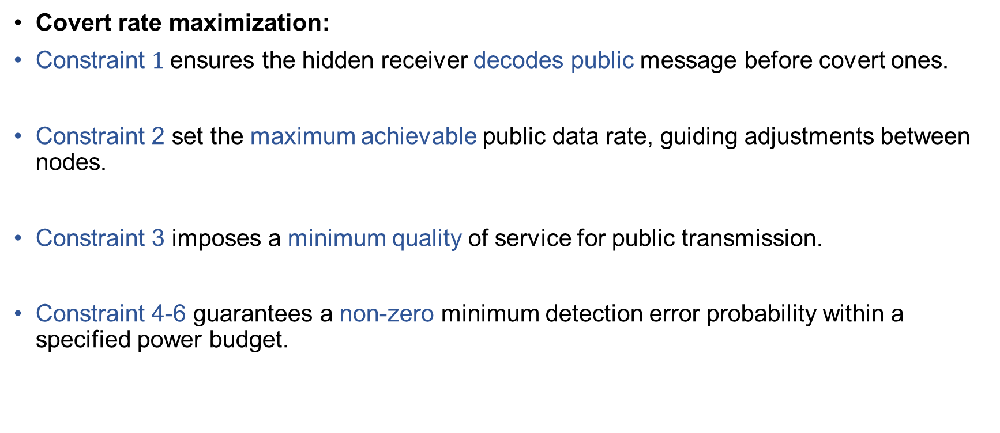 • Covert rate maximization:
• Constraint 1 ensures the hidden receiver decodes public message before covert ones.
• Constraint 2 set the maximum achievable public data rate, guiding adjustments between
nodes.
• Constraint 3 imposes a minimum quality of service for public transmission.
• Constraint 4-6 guarantees a non-zero minimum detection error probability within a
specified power budget.